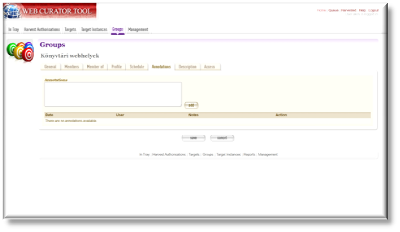 WEB CURATOR TOOL
In Tray Harvest Authorisations Targets Target Instances Groups Management
Groups
Könyvtári webhelyek
General Members Member of Profile Schedule Annotations Description Access
Annotations
add
Date User Notes Action
There are no annotations available
save cancel
In Tray Harvest Authorisations Targets Groups Target Instances Reports Management